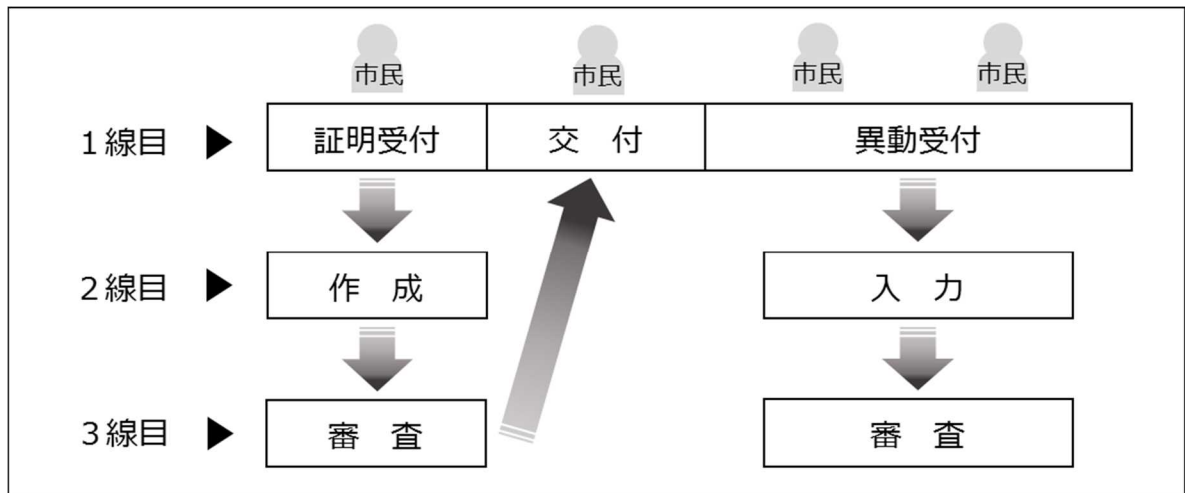 市民 市民 市民 市民
1線目 ▶ 証明受付 交 付 異動受付
2線目 ▶ 作 成 入 力
3線目 ▶ 審 査 審 査